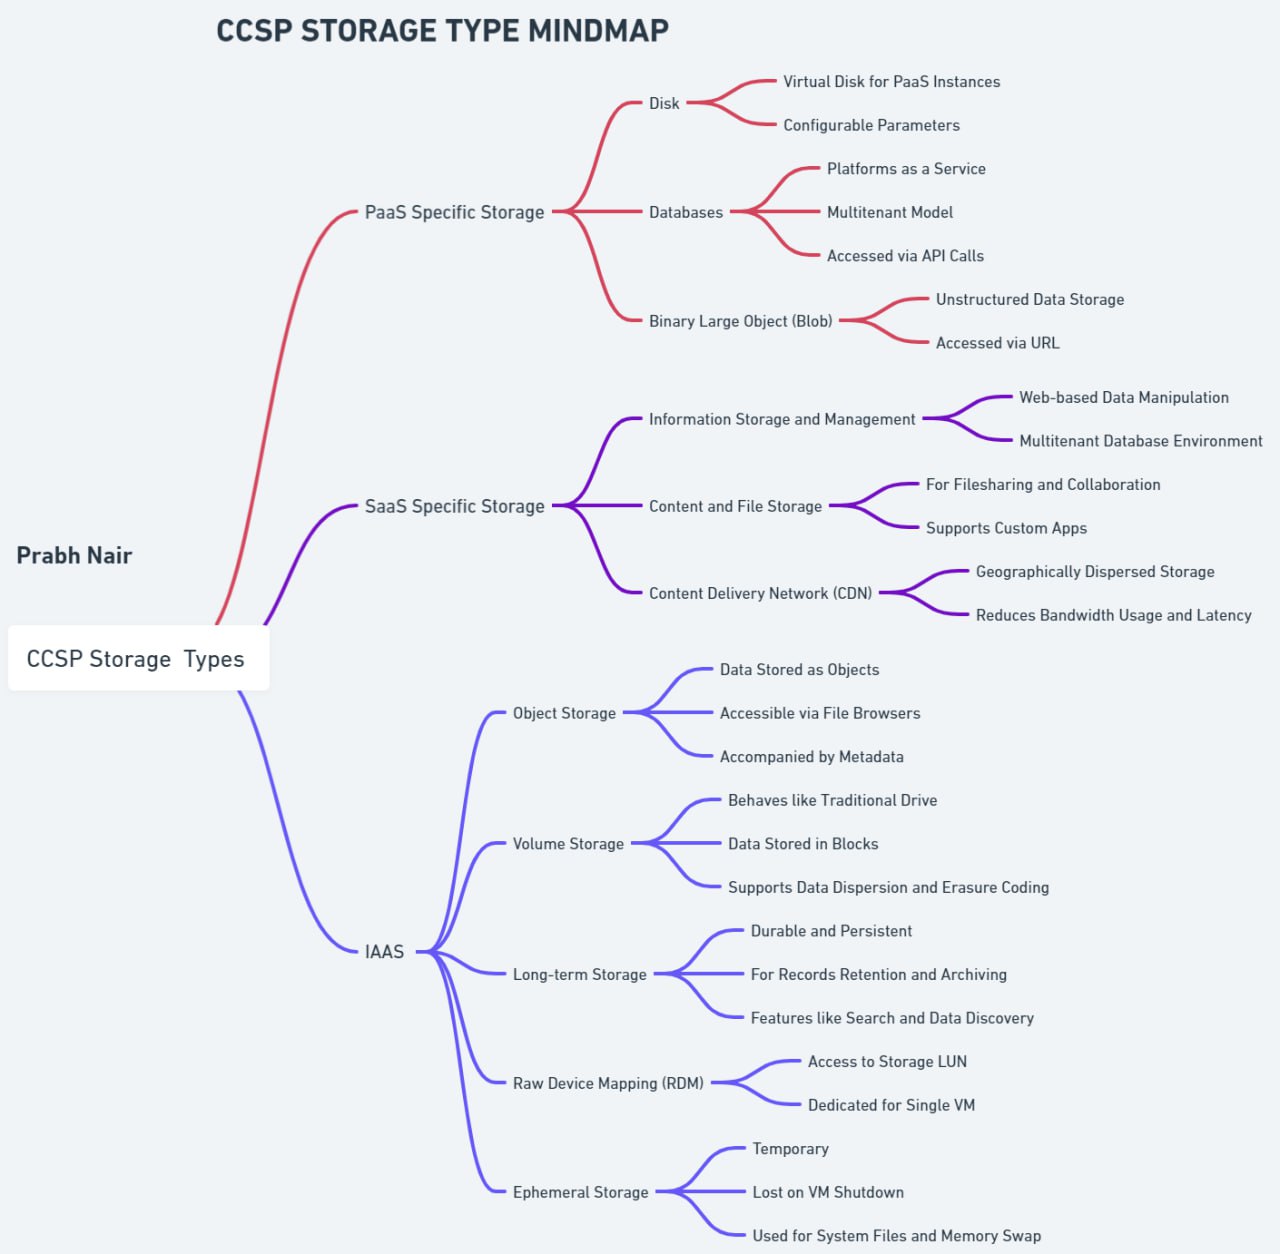 CCSP STORAGE TYPE MINDMAP
Prabh Nair
CCSP Storage  Types
PaaS Specific Storage
Disk
Virtual Disk for PaaS Instances
Configurable Parameters
Databases
Platforms as a Service
Multitenant Model
Accessed via API Calls
Binary Large Object (Blob)
Unstructured Data Storage
Accessed via URL
SaaS Specific Storage
Information Storage and Management
Web-based Data Manipulation
Multitenant Database Environment
Content and File Storage
For Filesharing and Collaboration
Supports Custom Apps
Content Delivery Network (CDN)
Geographically Dispersed Storage
Reduces Bandwidth Usage and Latency
IAAS
Object Storage
Data Stored as Objects
Accessible via File Browsers
Accompanied by Metadata
Volume Storage
Behaves like Traditional Drive
Data Stored in Blocks
Supports Data Dispersion and Erasure Coding
Long-term Storage
Durable and Persistent
For Records Retention and Archiving
Features like Search and Data Discovery
Raw Device Mapping (RDM)
Access to Storage LUN
Dedicated for Single VM
Ephemeral Storage
Temporary
Lost on VM Shutdown
Used for System Files and Memory Swap